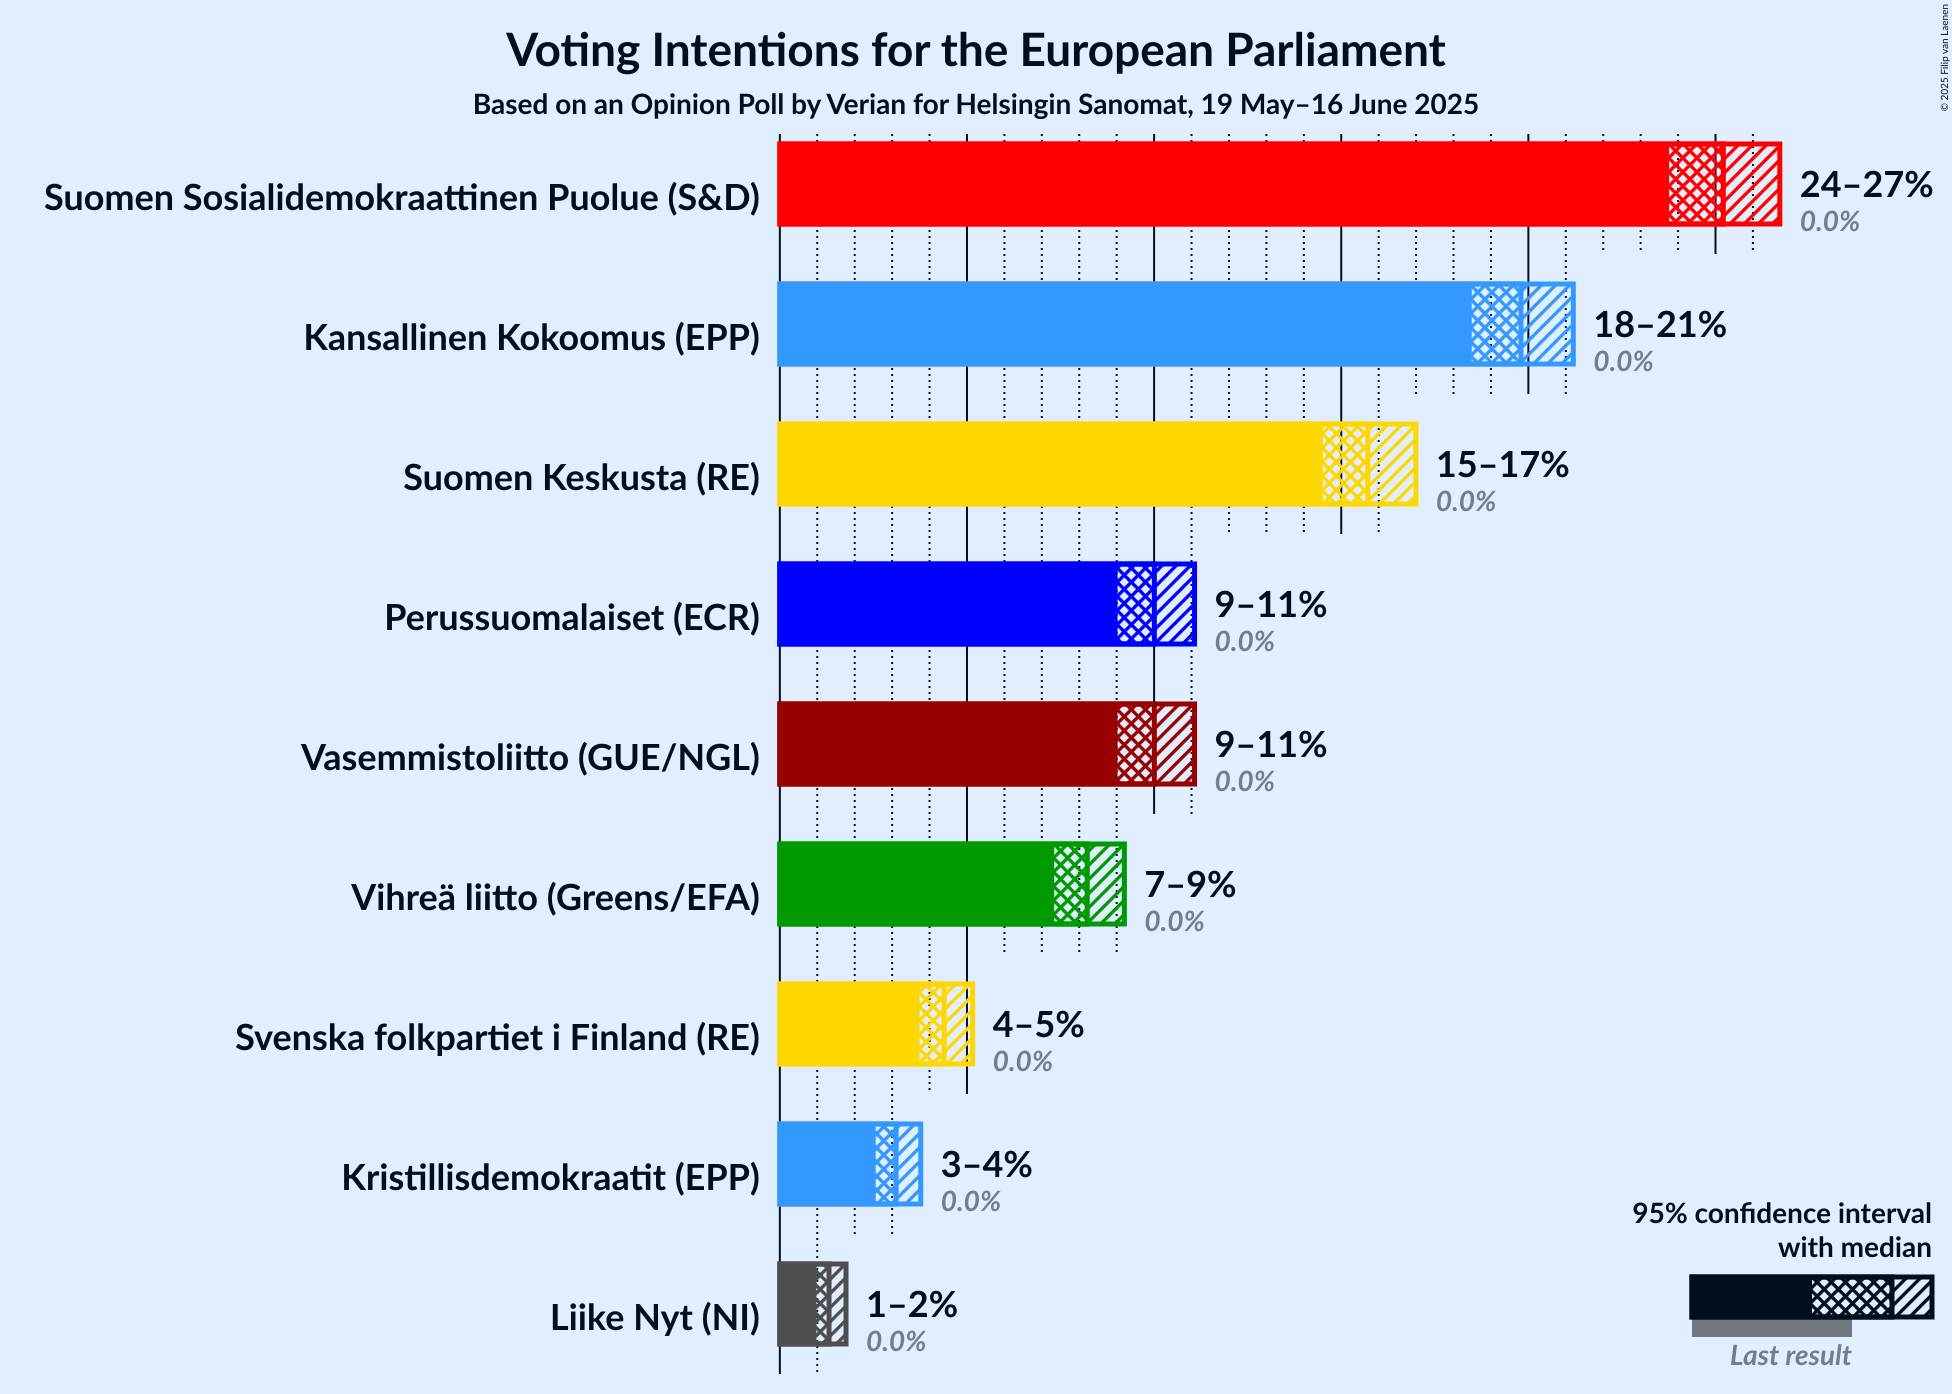 Voting Intentions for the European Parliament
Based on an Opinion Poll by Verian for Helsingin Sanomat, 19 May–16 June 2025
© 2025 Filip van Laenen
Suomen Sosialidemokraattinen Puolue (S&D)
24–27%
0.0%
Kansallinen Kokoomus (EPP)
18–21%
0.0%
Suomen Keskusta (RE)
15–17%
0.0%
Perussuomalaiset (ECR)
9–11%
0.0%
Vasemmistoliitto (GUE/NGL)
9–11%
0.0%
Vihreä liitto (Greens/EFA)
7–9%
0.0%
Svenska folkpartiet i Finland (RE)
4–5%
0.0%
Kristillisdemokraatit (EPP)
3–4%
0.0%
Liike Nyt (NI)
1–2%
0.0%
95% confidence interval
with median
Last result